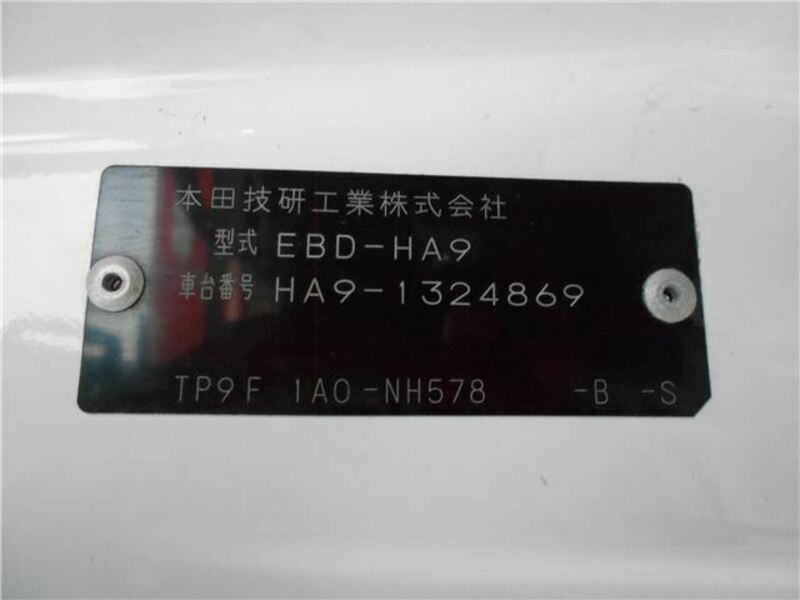 本田技研工業株式会社
型式 EBD-HA9
車台番号 HA9-1324869
TP9F 1A0-NH578 -B -S